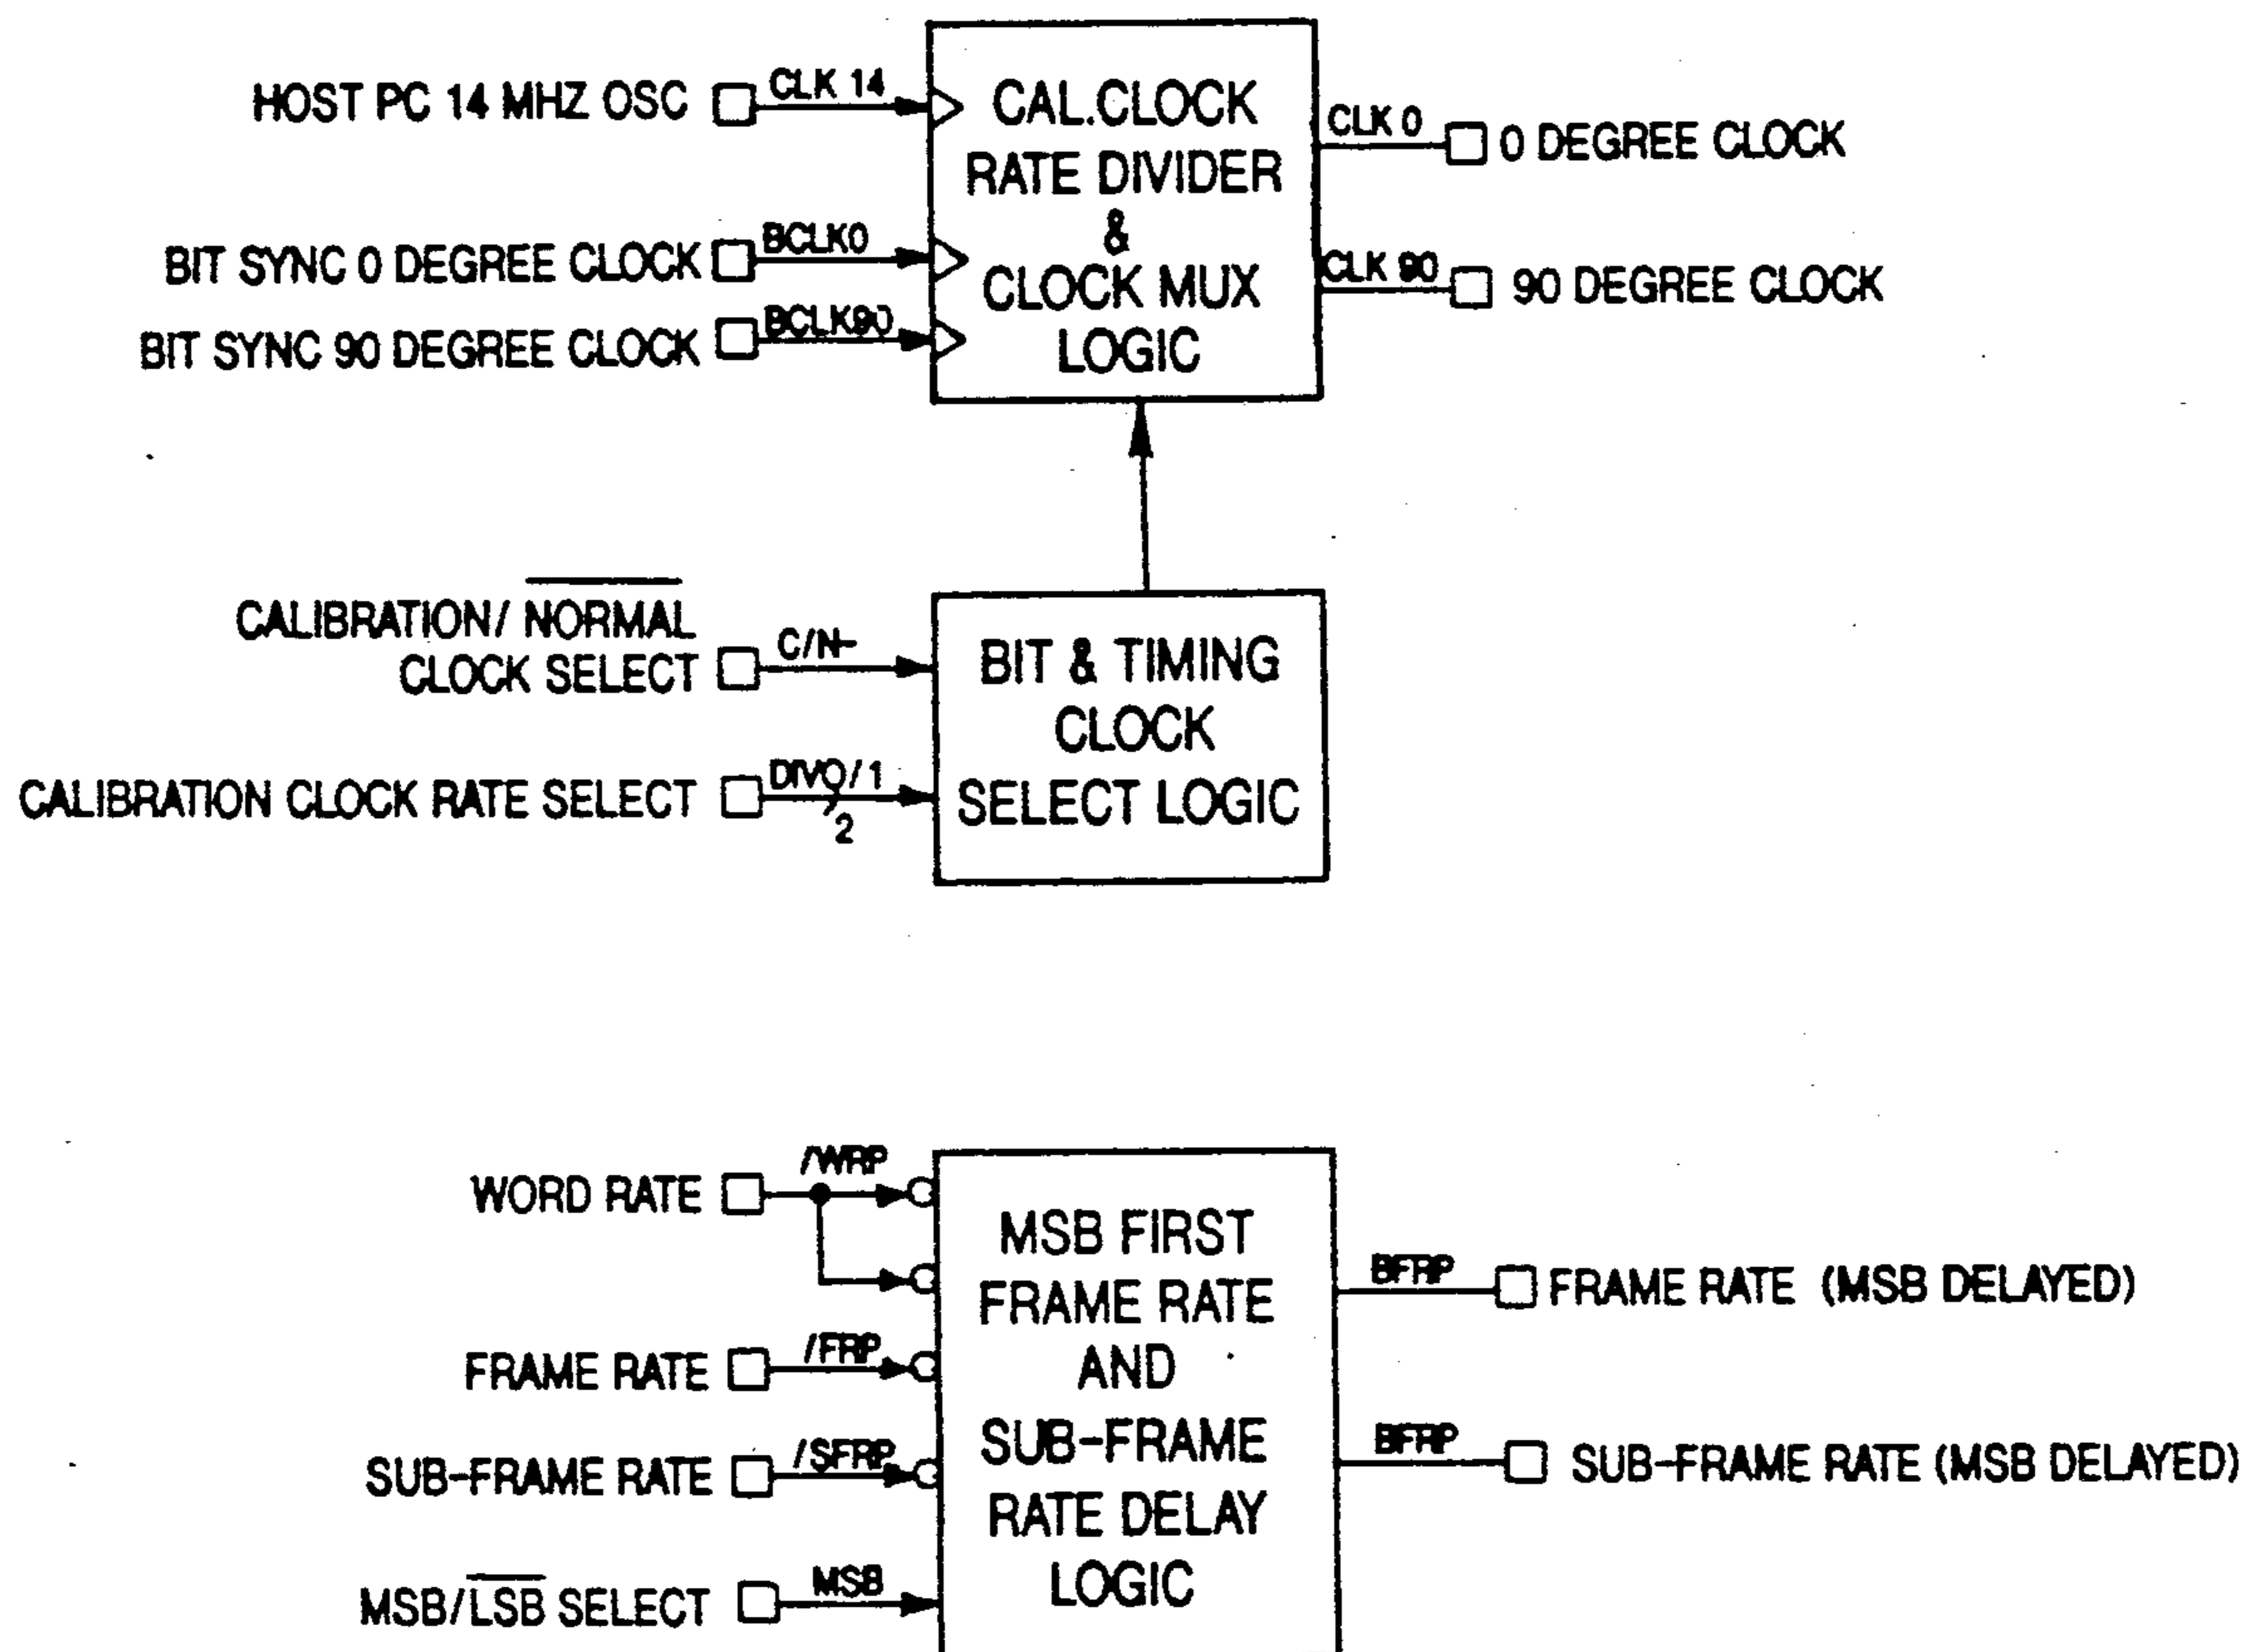 HOST PC 14 MHZ OSC
CLK 14
CAL.CLOCK
RATE DIVIDER
&
CLOCK MUX
LOGIC
CLK 0
0 DEGREE CLOCK
BIT SYNC 0 DEGREE CLOCK
BCLK0
CLK 90
90 DEGREE CLOCK
BIT SYNC 90 DEGREE CLOCK
BCLK90
CALIBRATION/ NORMAL
CLOCK SELECT
C/N-
BIT & TIMING
CLOCK
SELECT LOGIC
CALIBRATION CLOCK RATE SELECT
DIV0/1
2
WORD RATE
/WRP
MSB FIRST
FRAME RATE
AND
SUB-FRAME
RATE DELAY
LOGIC
BFRP
FRAME RATE (MSB DELAYED)
FRAME RATE
/FRP
BFRP
SUB-FRAME RATE (MSB DELAYED)
SUB-FRAME RATE
/SFRP
MSB/LSB SELECT
MSB